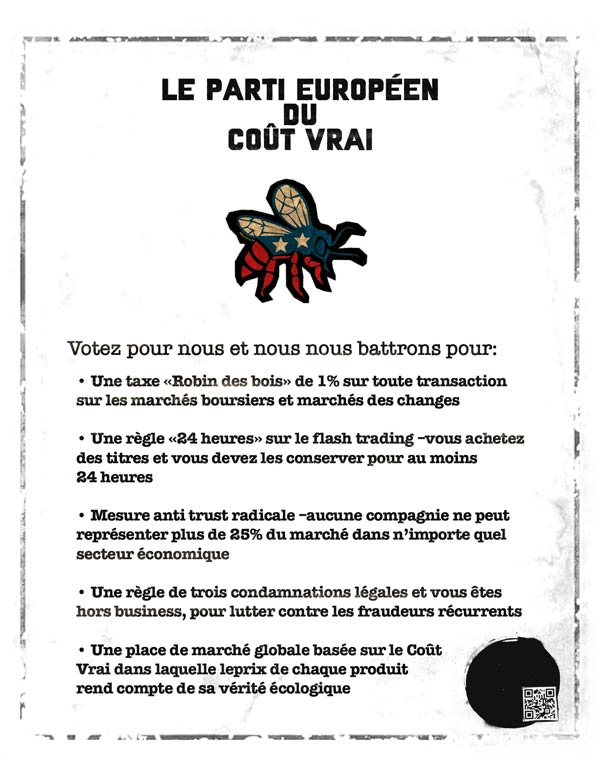 LE PARTI EUROPÉEN
DU
COÛT VRAI
Votez pour nous et nous nous battrons pour:
• Une taxe «Robin des bois» de 1% sur toute transaction
sur les marchés boursiers et marchés des changes
• Une règle «24 heures» sur le flash trading –vous achetez
des titres et vous devez les conserver pour au moins
24 heures
• Mesure anti trust radicale –aucune compagnie ne peut
représenter plus de 25% du marché dans n'importe quel
secteur économique
• Une règle de trois condamnations légales et vous êtes
hors business, pour lutter contre les fraudeurs récurrents
• Une place de marché globale basée sur le Coût
Vrai dans laquelle leprix de chaque produit
rend compte de sa vérité écologique